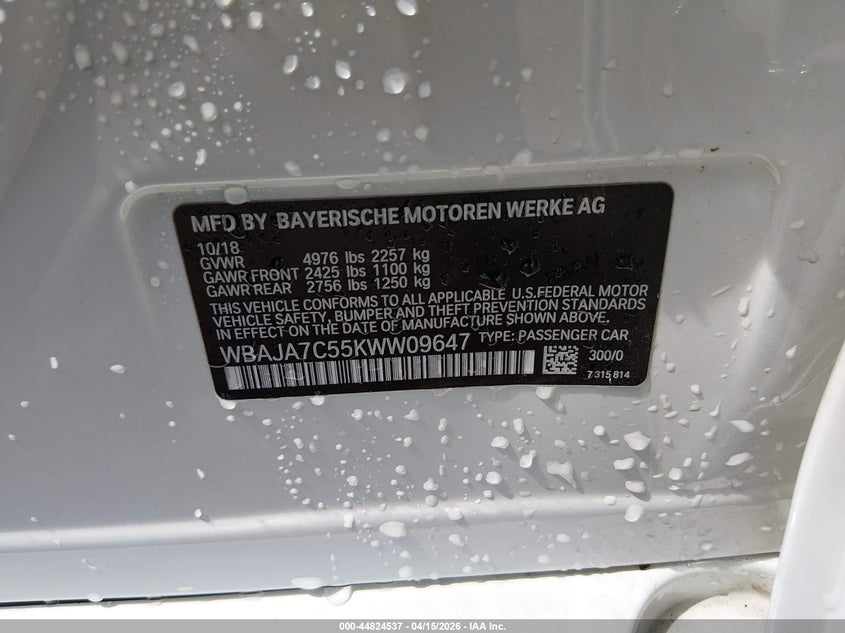 MFD BY BAYERISCHE MOTOREN WERKE AG
10/18
GVWR 4976 lbs 2257 kg
GAWR FRONT 2425 lbs 1100 kg
GAWR REAR 2756 lbs 1250 kg
THIS VEHICLE CONFORMS TO ALL APPLICABLE U.S.FEDERAL MOTOR
VEHICLE SAFETY, BUMPER AND THEFT PREVENTION STANDARDS
IN EFFECT ON DATE OF MANUFACTURE SHOWN ABOVE.
WBAJA7C55KWW09647 TYPE: PASSENGER CAR
300/0
7 315 814
000-44824537 - 04/15/2026 - IAA Inc.